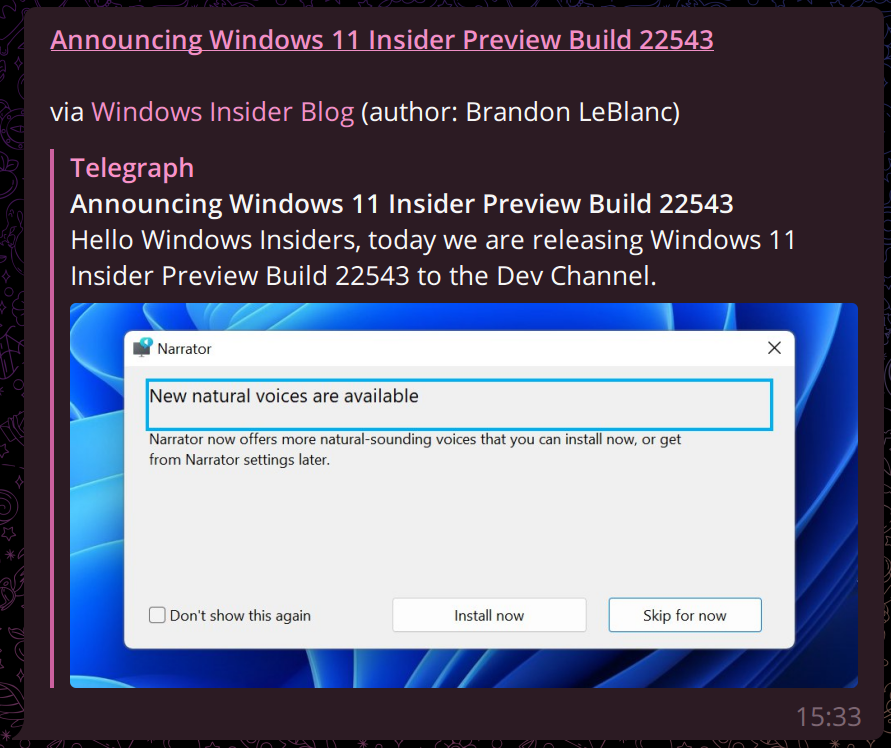 Announcing Windows 11 Insider Preview Build 22543
via Windows Insider Blog (author: Brandon LeBlanc)
Telegraph
Announcing Windows 11 Insider Preview Build 22543
Hello Windows Insiders, today we are releasing Windows 11
Insider Preview Build 22543 to the Dev Channel.
Narrator
New natural voices are available
Narrator now offers more natural-sounding voices that you can install now, or get
from Narrator settings later.
Don't show this again
Install now
Skip for now
15:33